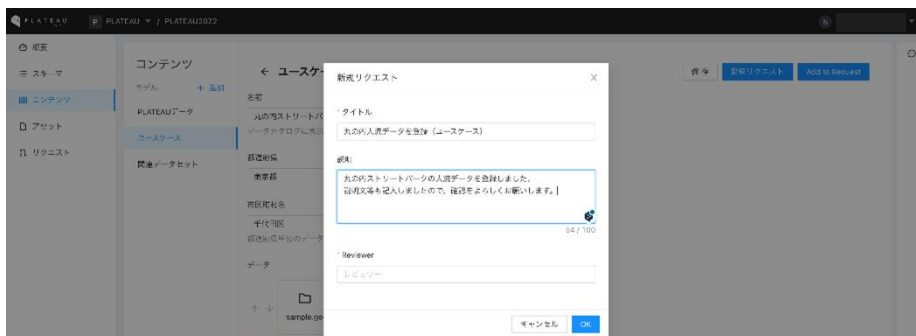 PLATEAU
P PLATEAU / PLATEAU2022
h
概要
スキーマ
コンテンツ
アセット
リクエスト
コンテンツ
モデル
+ 追加
PLATEAUデータ
ユースケース
関連データセット
← ユースケー
保存
新規リクエスト
Add to Request
名前
丸の内ストリートパ
データカタログに表示
都道府県
東京都
市区町村名
千代田区
都道府県単位のデータ
データ
sample.ge
新規リクエスト
タイトル
丸の内人流データを登録（ユースケース）
説明
丸の内ストリートパークの人流データを登録しました。
説明文等も記入しましたので、確認をよろしくお願いします。
54 / 100
Reviewer
レビュワー
キャンセル
OK